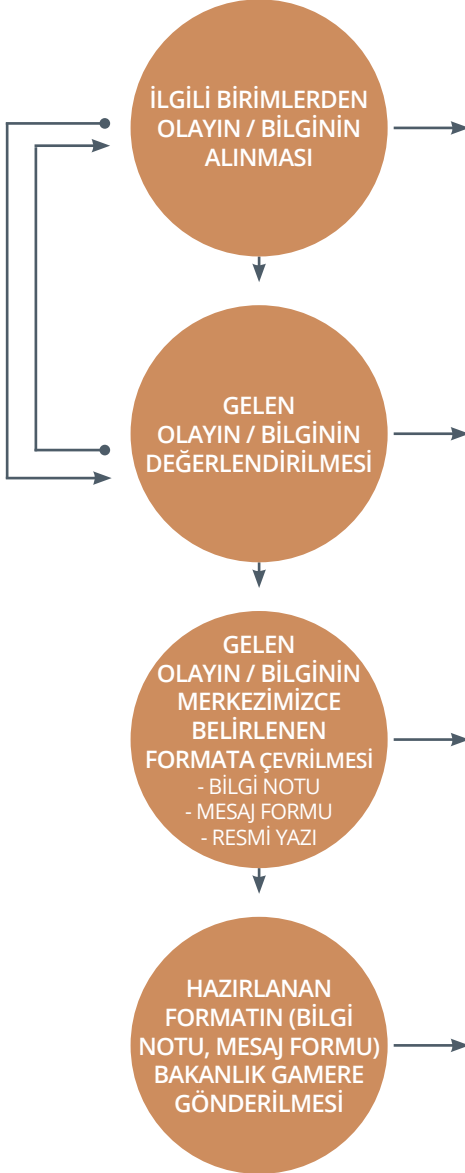 İLGİLİ BİRİMLERDEN
OLAYIN / BİLGİNİN
ALINMASI
GELEN
OLAYIN / BİLGİNİN
DEĞERLENDİRİLMESİ
GELEN
OLAYIN / BİLGİNİN
MERKEZİMİZCE
BELİRLENEN
FORMATA ÇEVRİLMESİ
- BİLGİ NOTU
- MESAJ FORMU
- RESMİ YAZI
HAZIRLANAN
FORMATIN (BİLGİ
NOTU, MESAJ FORMU)
BAKANLIK GAMERE
GÖNDERİLMESİ